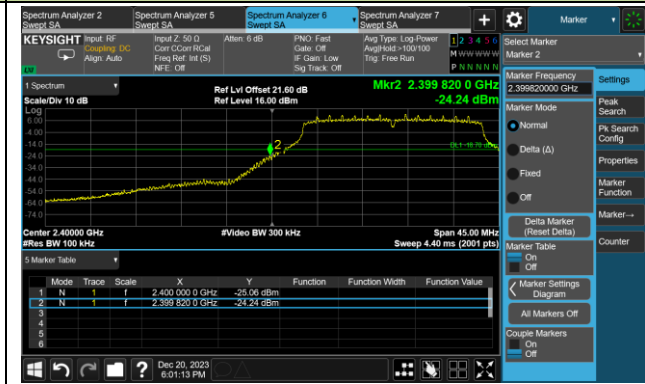 Spectrum Analyzer 2 Swept SA
Spectrum Analyzer 5 Swept SA
Spectrum Analyzer 6 Swept SA
Spectrum Analyzer 7 Swept SA
+
Marker
KEYSIGHT
Input: RF
Coupling: DC
Align: Auto
Input Z: 50 Ω
Corr CCorr RCal
Freq Ref: Int (S)
NFE: Off
Atten: 6 dB
PNO: Fast
Gate: Off
IF Gain: Low
Sig Track: Off
Avg Type: Log-Power
Avg|Hold:>100/100
Trig: Free Run
1 2 3 4 5 6
M W W W W W
P N N N N N
LXI
Select Marker
Marker 2
1 Spectrum
Scale/Div 10 dB
Log
Ref Lvl Offset 21.60 dB
Ref Level 16.00 dBm
Mkr2 2.399 820 0 GHz
-24.24 dBm
6.00
-4.00
-14.0
-24.0
-34.0
-44.0
-54.0
-64.0
-74.0
2
Center 2.40000 GHz
#Res BW 100 kHz
#Video BW 300 kHz
Span 45.00 MHz
Sweep 4.40 ms (2001 pts)
5 Marker Table
Mode Trace Scale X Y Function Function Width Function Value
1 N 1 f 2.400 000 0 GHz -25.06 dBm
2 N 1 f 2.399 820 0 GHz -24.24 dBm
3
4
5
6
Marker Frequency
2.399820000 GHz
Marker Mode
Normal
Delta (Δ)
Fixed
Off
Delta Marker
(Reset Delta)
Marker Table
On
Off
Marker Settings
Diagram
All Markers Off
Couple Markers
On
Off
Settings
Peak Search
Pk Search Config
Properties
Marker Function
Marker→
Counter
?
Dec 20, 2023
6:01:13 PM